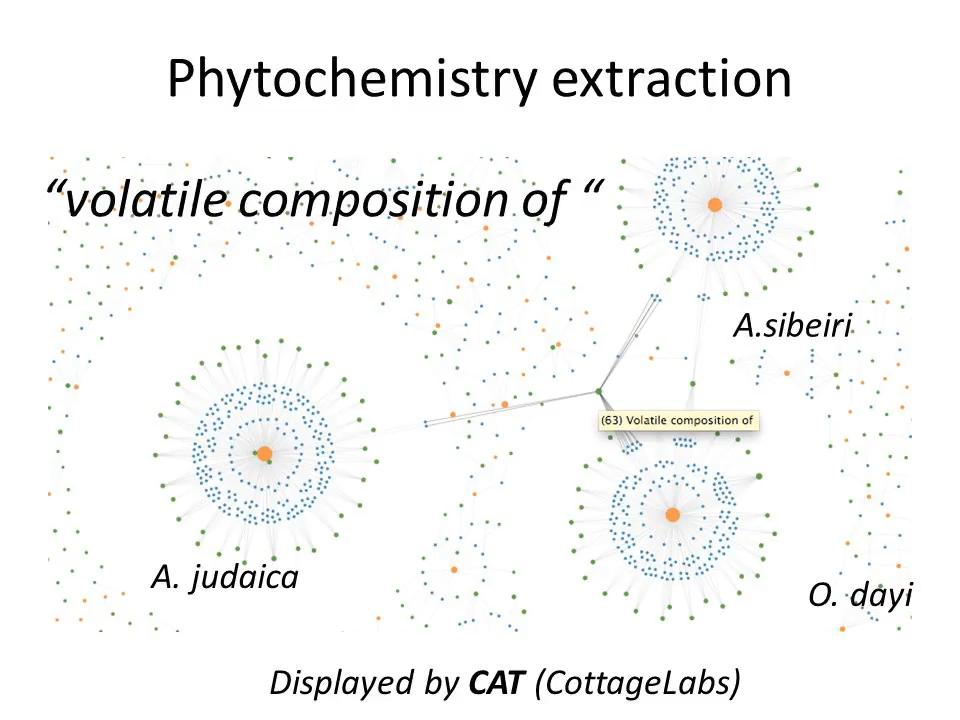 Phytochemistry extraction
“volatile composition of “
A.sibeiri
(63) Volatile composition of
A. judaica
O. dayi
Displayed by CAT (CottageLabs)